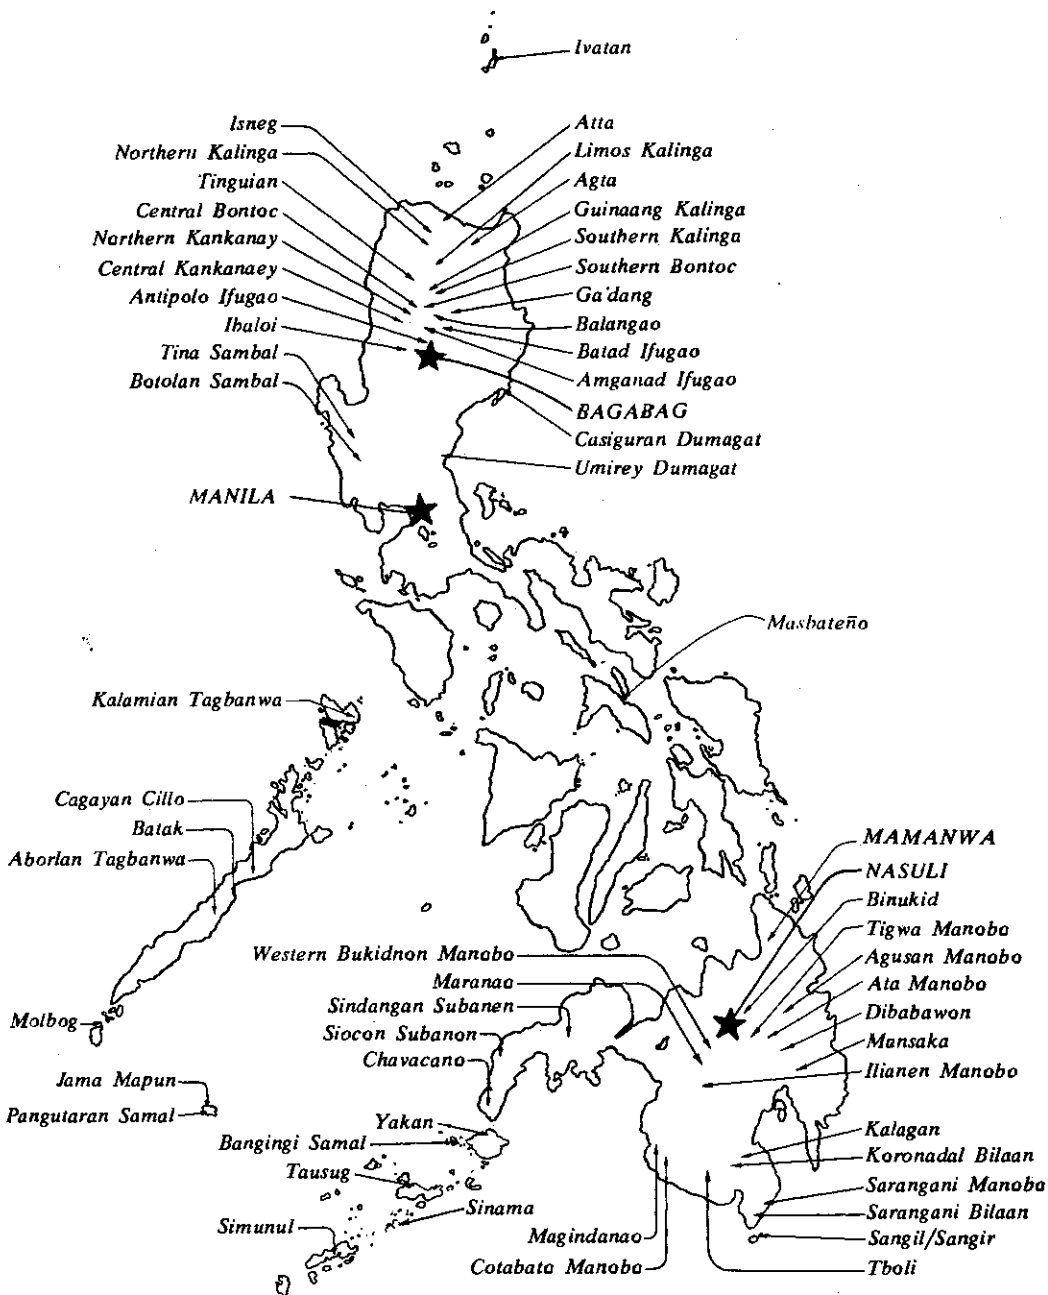 Ivatan
Isneg
Northern Kalinga
Tinguian
Central Bontoc
Northern Kankanay
Central Kankanaey
Antipolo Ifugao
Ibaloi
Tina Sambal
Botolan Sambal
MANILA
Atta
Limos Kalinga
Agta
Guinaang Kalinga
Southern Kalinga
Southern Bontoc
Ga'dang
Balangao
Batad Ifugao
Amganad Ifugao
BAGABAG
Casiguran Dumagat
Umirey Dumagat
Masbateño
Kalamian Tagbanwa
Cagayan Cillo
Batak
Aborlan Tagbanwa
Molbog
Jama Mapun
Pangutaran Samal
Western Bukidnon Manobo
Maranao
Sindangan Subanen
Siocon Subanon
Chavacano
Yakan
Bangingi Samal
Tausug
Sinama
Simunul
MAMANWA
NASULI
Binukid
Tigwa Manobo
Agusan Manobo
Ata Manobo
Dibabawon
Mansaka
Ilianen Manobo
Kalagan
Koronadal Bilaan
Sarangani Manobo
Sarangani Bilaan
Sangil/Sangir
Tboli
Magindanao
Cotabato Manobo